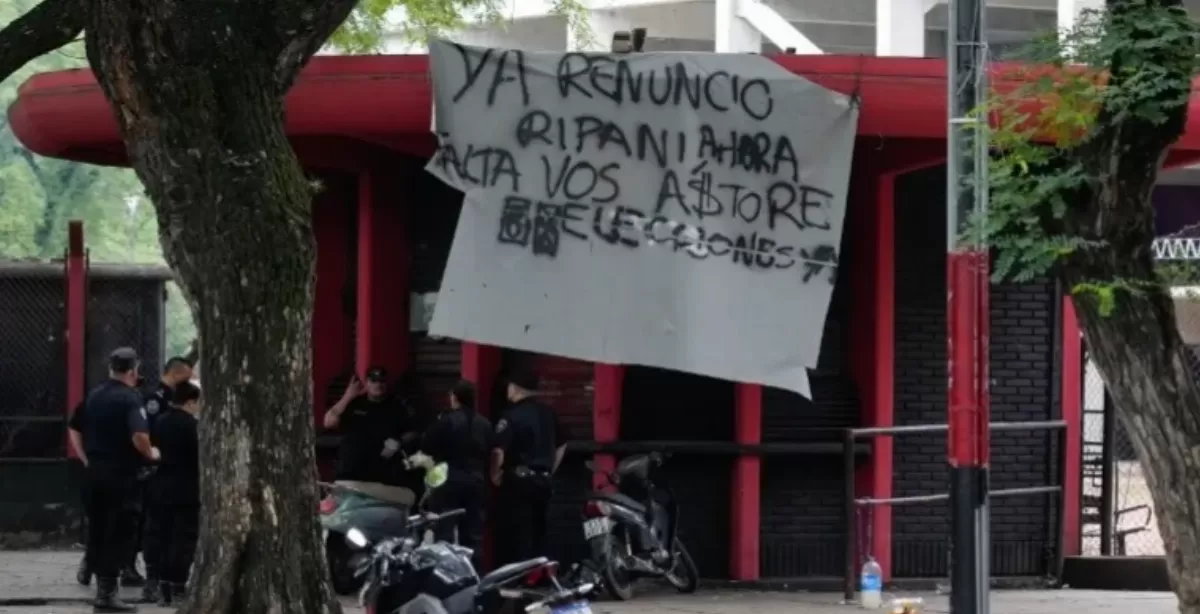 YA RENUNCIO
RIPANI AHORA
FALTA VOS A$TORE
ELECCIONES YA